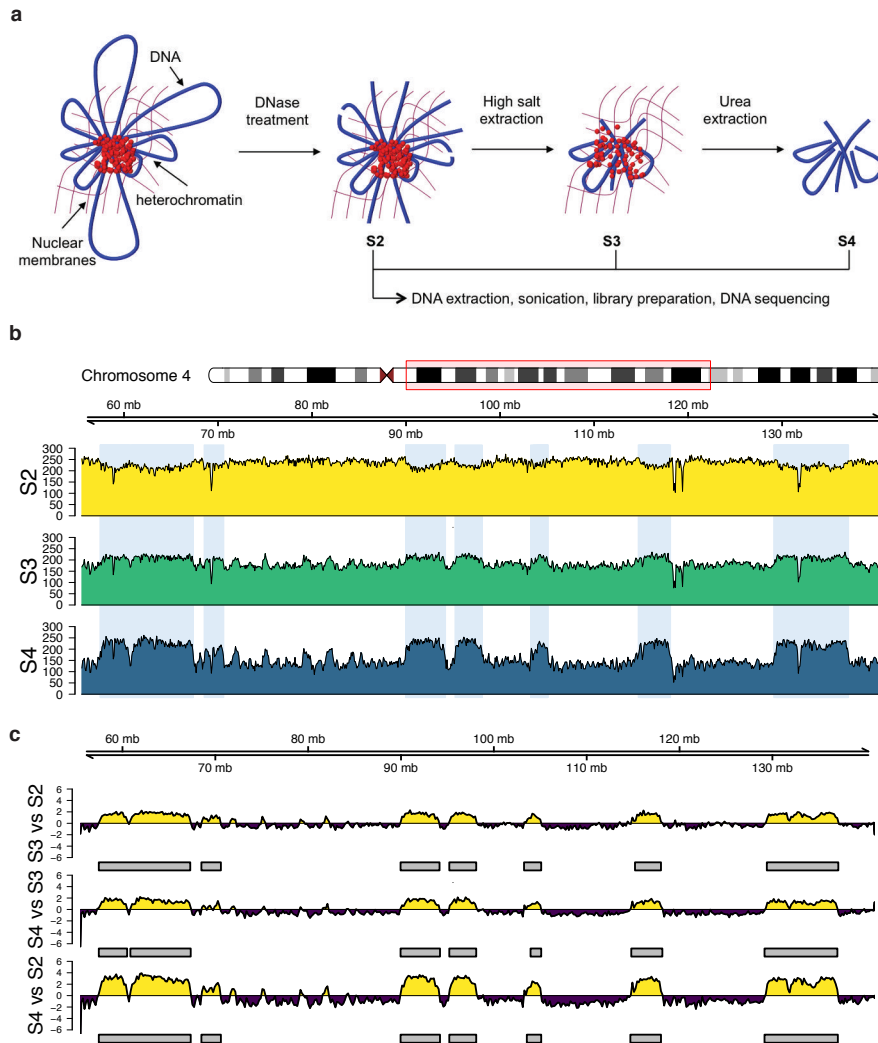 a
DNA
DNase
treatment
High salt
extraction
Urea
extraction
heterochromatin
Nuclear
membranes
S2
S3
S4
DNA extraction, sonication, library preparation, DNA sequencing
b
Chromosome 4
60 mb 80 mb 100 mb 120 mb
70 mb 90 mb 110 mb 130 mb
S2
300
250
200
150
100
50
0
S3
300
250
200
150
100
50
0
S4
300
250
200
150
100
50
0
c
60 mb 80 mb 100 mb 120 mb
70 mb 90 mb 110 mb 130 mb
S3 vs S2
6
4
2
0
−2
−4
−6
S4 vs S3
6
4
2
0
−2
−4
−6
S4 vs S2
6
4
2
0
−2
−4
−6